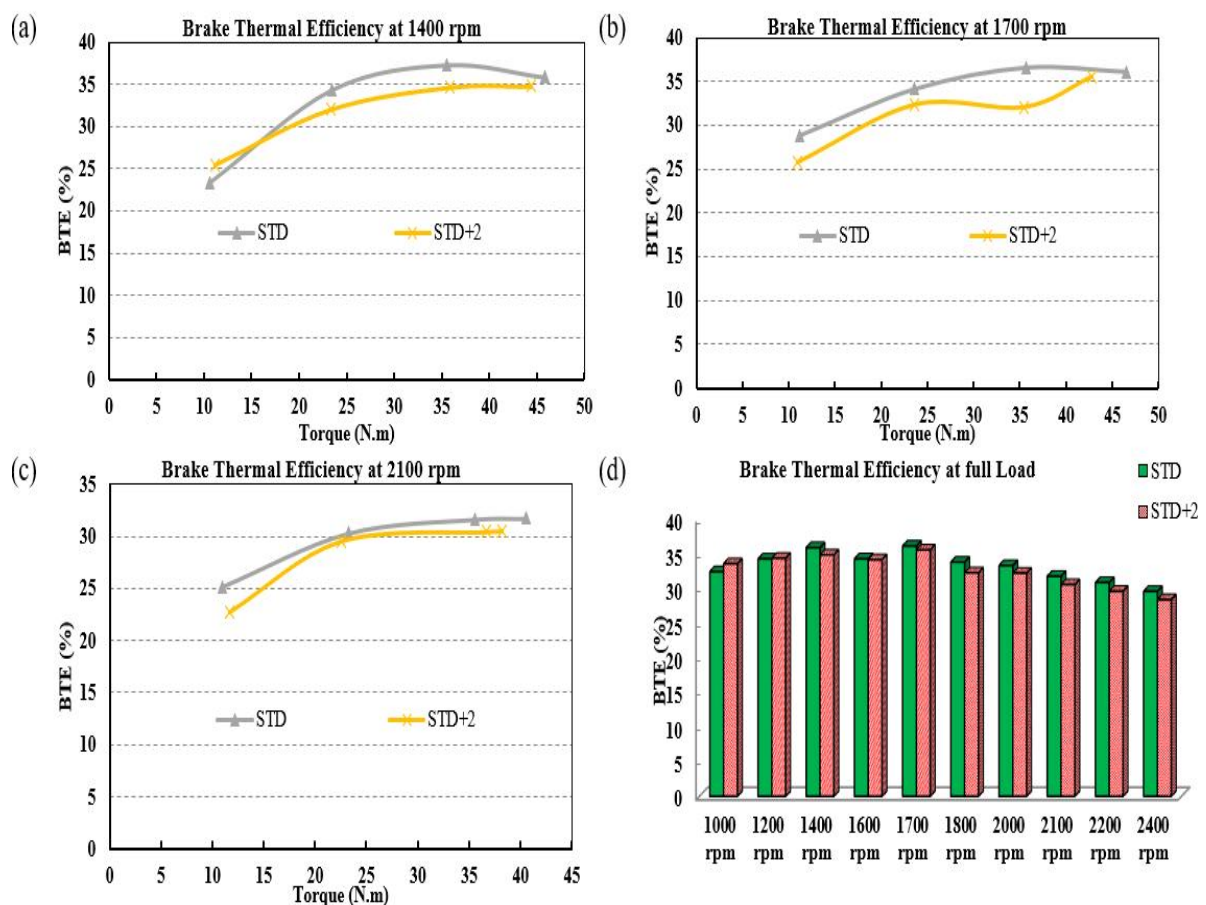 (a)
Brake Thermal Efficiency at 1400 rpm
40
35
30
25
20
15
10
5
0
BTE (%)
STD
STD+2
0 5 10 15 20 25 30 35 40 45 50
Torque (N.m)
(b)
Brake Thermal Efficiency at 1700 rpm
40
35
30
25
20
15
10
5
0
BTE (%)
STD
STD+2
0 5 10 15 20 25 30 35 40 45 50
Torque (N.m)
(c)
Brake Thermal Efficiency at 2100 rpm
35
30
25
20
15
10
5
0
BTE (%)
STD
STD+2
0 5 10 15 20 25 30 35 40 45
Torque (N.m)
(d)
Brake Thermal Efficiency at full Load
STD
STD+2
40
35
30
25
20
15
10
5
0
BTE (%)
1000 1200 1400 1600 1700 1800 2000 2100 2200 2400
rpm rpm rpm rpm rpm rpm rpm rpm rpm rpm